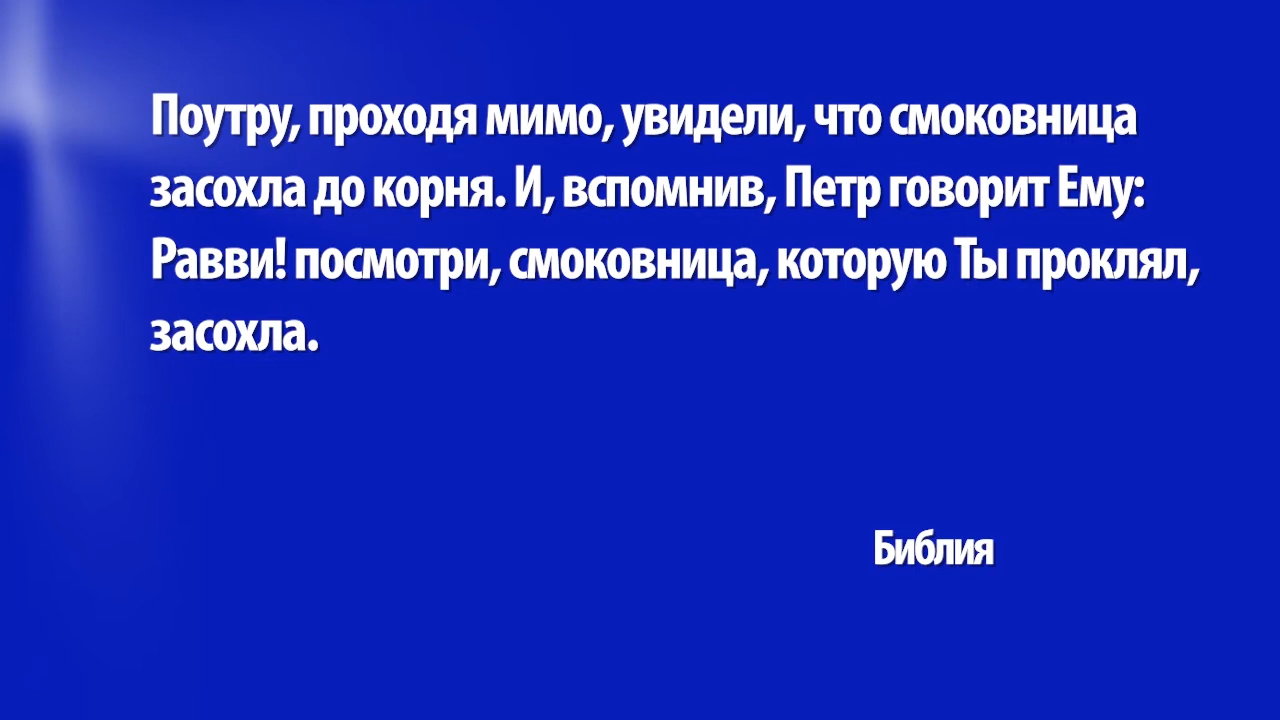 Поутру, проходя мимо, увидели, что смоковница
засохла до корня. И, вспомнив, Петр говорит Ему:
Равви! посмотри, смоковница, которую Ты проклял,
засохла.
Библия